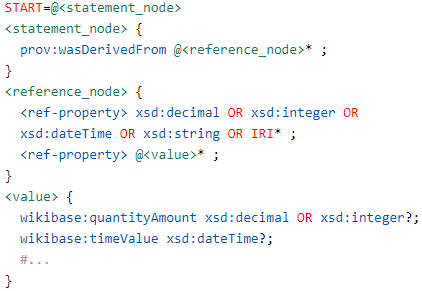 START=@<statement_node>
<statement_node> {
prov:wasDerivedFrom @<reference_node>* ;
}
<reference_node> {
<ref-property> xsd:decimal OR xsd:integer OR
xsd:dateTime OR xsd:string OR IRI* ;
<ref-property> @<value>* ;
}
<value> {
wikibase:quantityAmount xsd:decimal OR xsd:integer?;
wikibase:timeValue xsd:dateTime?;
#...
}